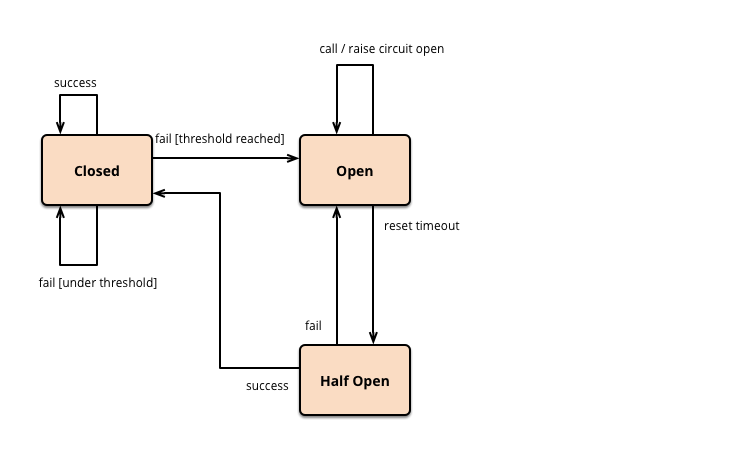 call / raise circuit open
success
fail [threshold reached]
Closed
Open
reset timeout
fail [under threshold]
fail
Half Open
success